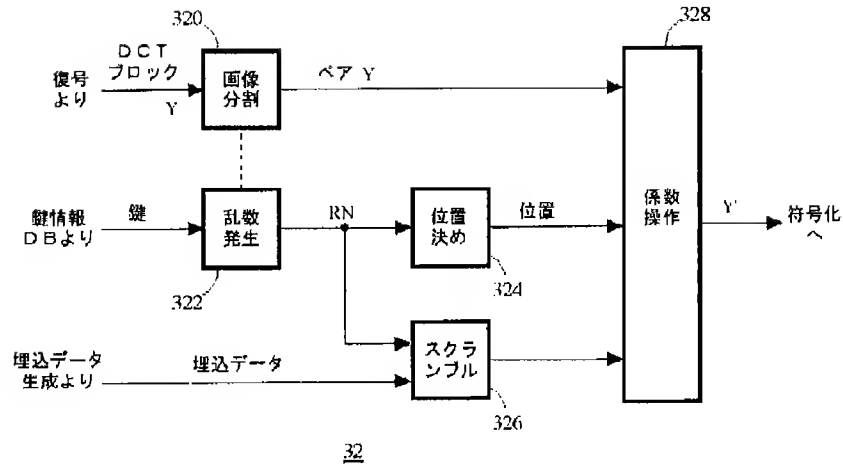 320
328
DCT
ブロック
復号
より
Y
画像
分割
ペア Y
鍵情報
DBより
鍵
乱数
発生
RN
位置
決め
位置
係数
操作
Y'
符号化
へ
322
324
埋込データ
生成より
埋込データ
スクラ
ンブル
326
32